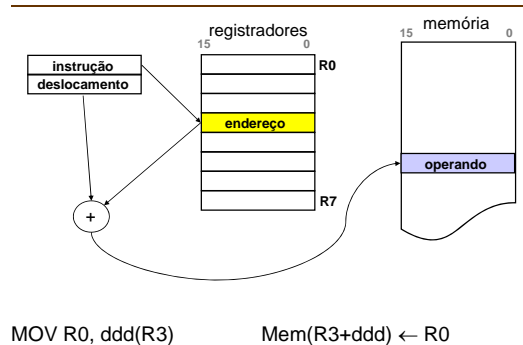 registradores
memória
15 0
15 0
instrução
deslocamento
R0
endereço
operando
R7
+
MOV R0, ddd(R3) Mem(R3+ddd) ← R0